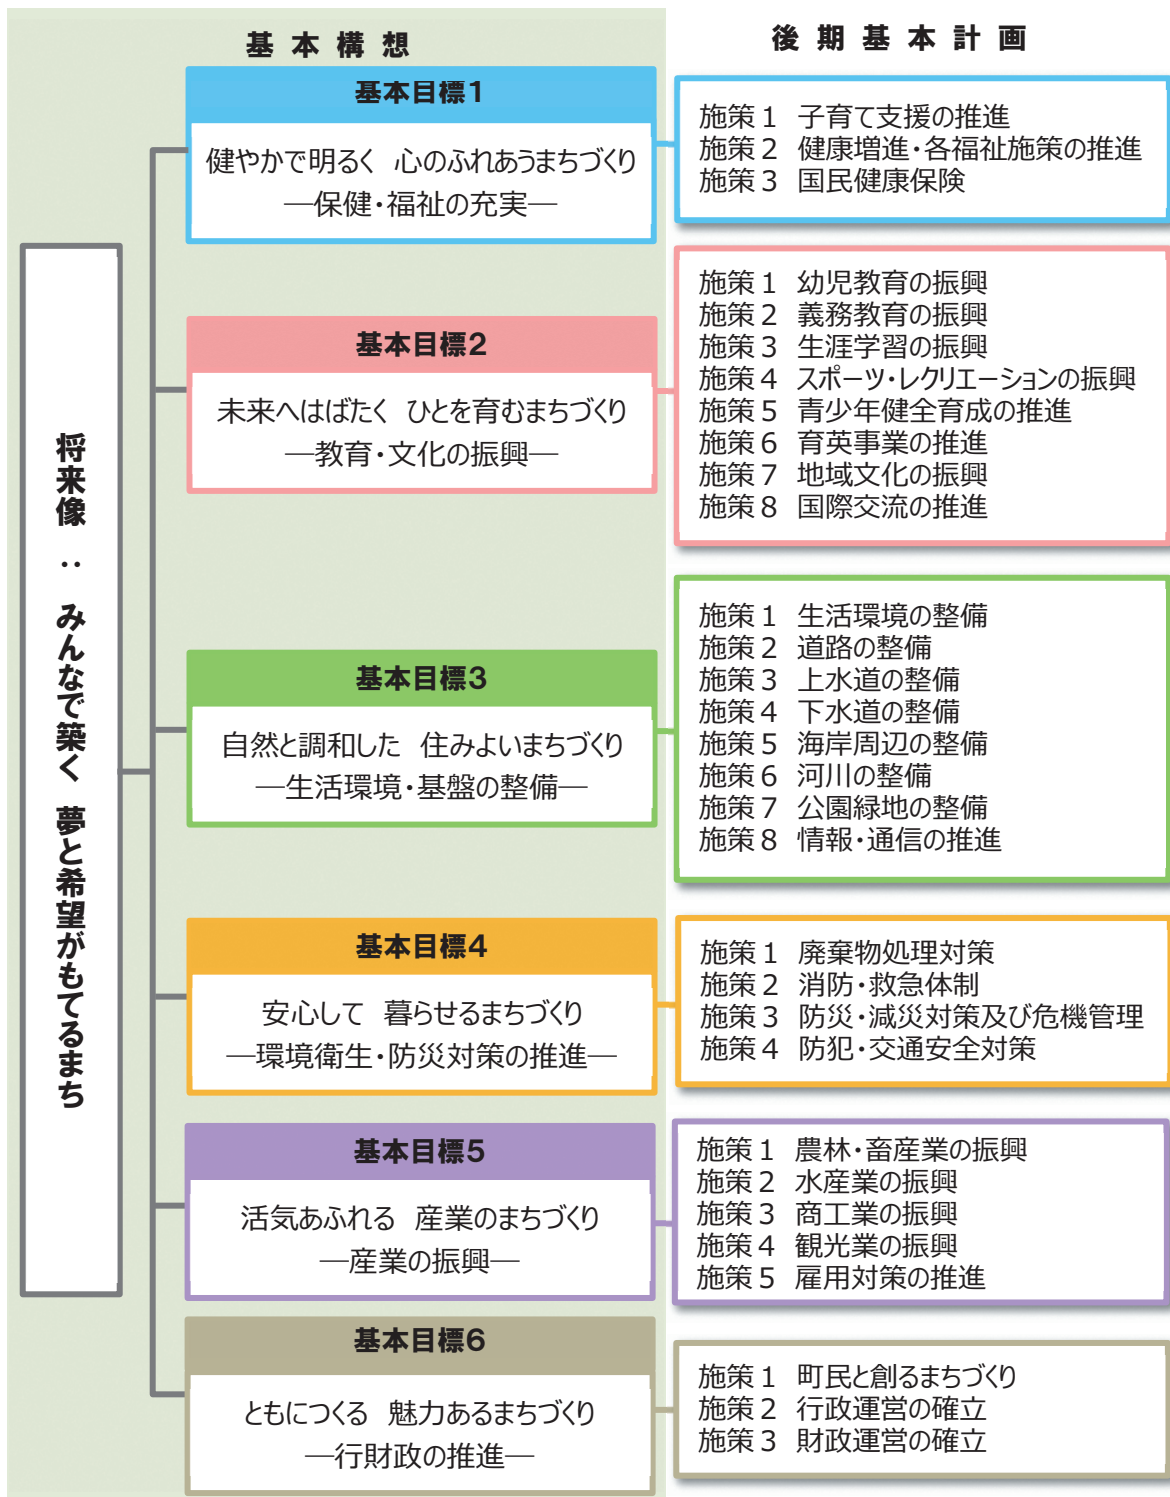 基本構想
後期基本計画
将来像：みんなで築く 夢と希望がもてるまち
基本目標1
健やかで明るく 心のふれあうまちづくり
―保健・福祉の充実―
施策1 子育て支援の推進
施策2 健康増進・各福祉施策の推進
施策3 国民健康保険
基本目標2
未来へはばたく ひとを育むまちづくり
―教育・文化の振興―
施策1 幼児教育の振興
施策2 義務教育の振興
施策3 生涯学習の振興
施策4 スポーツ・レクリエーションの振興
施策5 青少年健全育成の推進
施策6 育英事業の推進
施策7 地域文化の振興
施策8 国際交流の推進
基本目標3
自然と調和した 住みよいまちづくり
―生活環境・基盤の整備―
施策1 生活環境の整備
施策2 道路の整備
施策3 上水道の整備
施策4 下水道の整備
施策5 海岸周辺の整備
施策6 河川の整備
施策7 公園緑地の整備
施策8 情報・通信の推進
基本目標4
安心して 暮らせるまちづくり
―環境衛生・防災対策の推進―
施策1 廃棄物処理対策
施策2 消防・救急体制
施策3 防災・減災対策及び危機管理
施策4 防犯・交通安全対策
基本目標5
活気あふれる 産業のまちづくり
―産業の振興―
施策1 農林・畜産業の振興
施策2 水産業の振興
施策3 商工業の振興
施策4 観光業の振興
施策5 雇用対策の推進
基本目標6
ともにつくる 魅力あるまちづくり
―行財政の推進―
施策1 町民と創るまちづくり
施策2 行政運営の確立
施策3 財政運営の確立